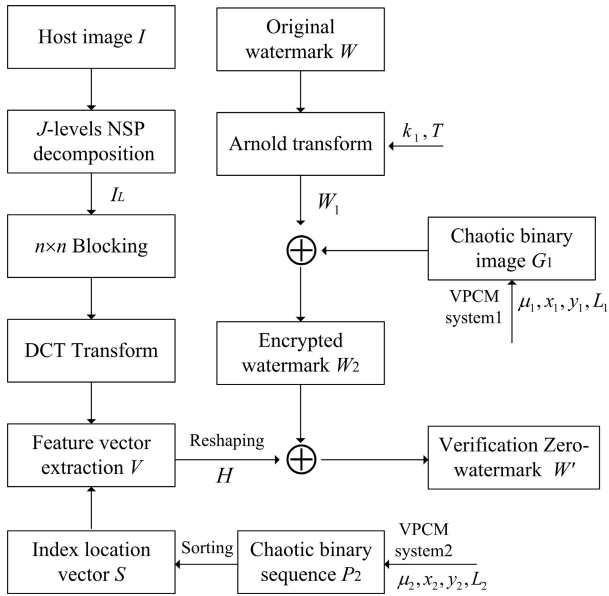 Host image I
Original
watermark W
J-levels NSP
decomposition
Arnold transform
k₁, T
I_L
W₁
n×n Blocking
Chaotic binary
image G₁
VPCM
system1
μ₁, x₁, y₁, L₁
DCT Transform
Encrypted
watermark W₂
Feature vector
extraction V
Reshaping
H
Verification Zero-
watermark W'
Index location
vector S
Sorting
Chaotic binary
sequence P₂
VPCM
system2
μ₂, x₂, y₂, L₂